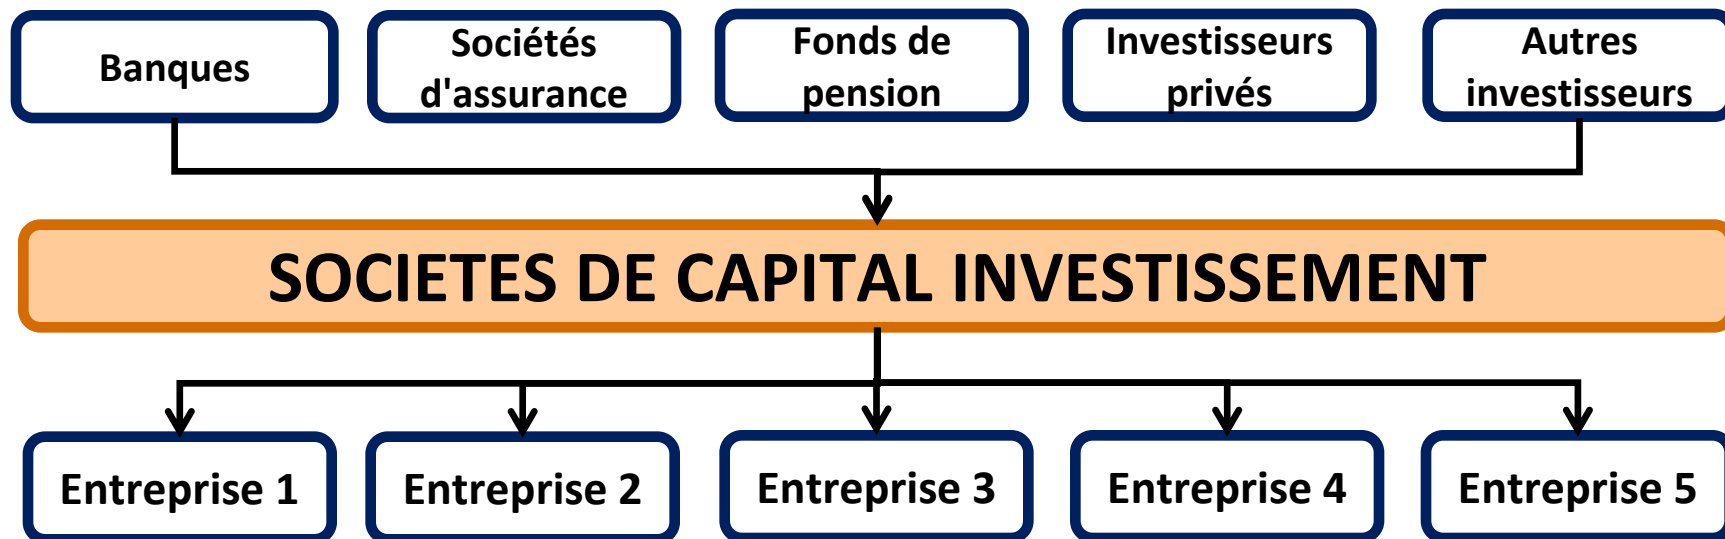 Banques
Sociétés
d'assurance
Fonds de
pension
Investisseurs
privés
Autres
investisseurs
SOCIETES DE CAPITAL INVESTISSEMENT
Entreprise 1
Entreprise 2
Entreprise 3
Entreprise 4
Entreprise 5